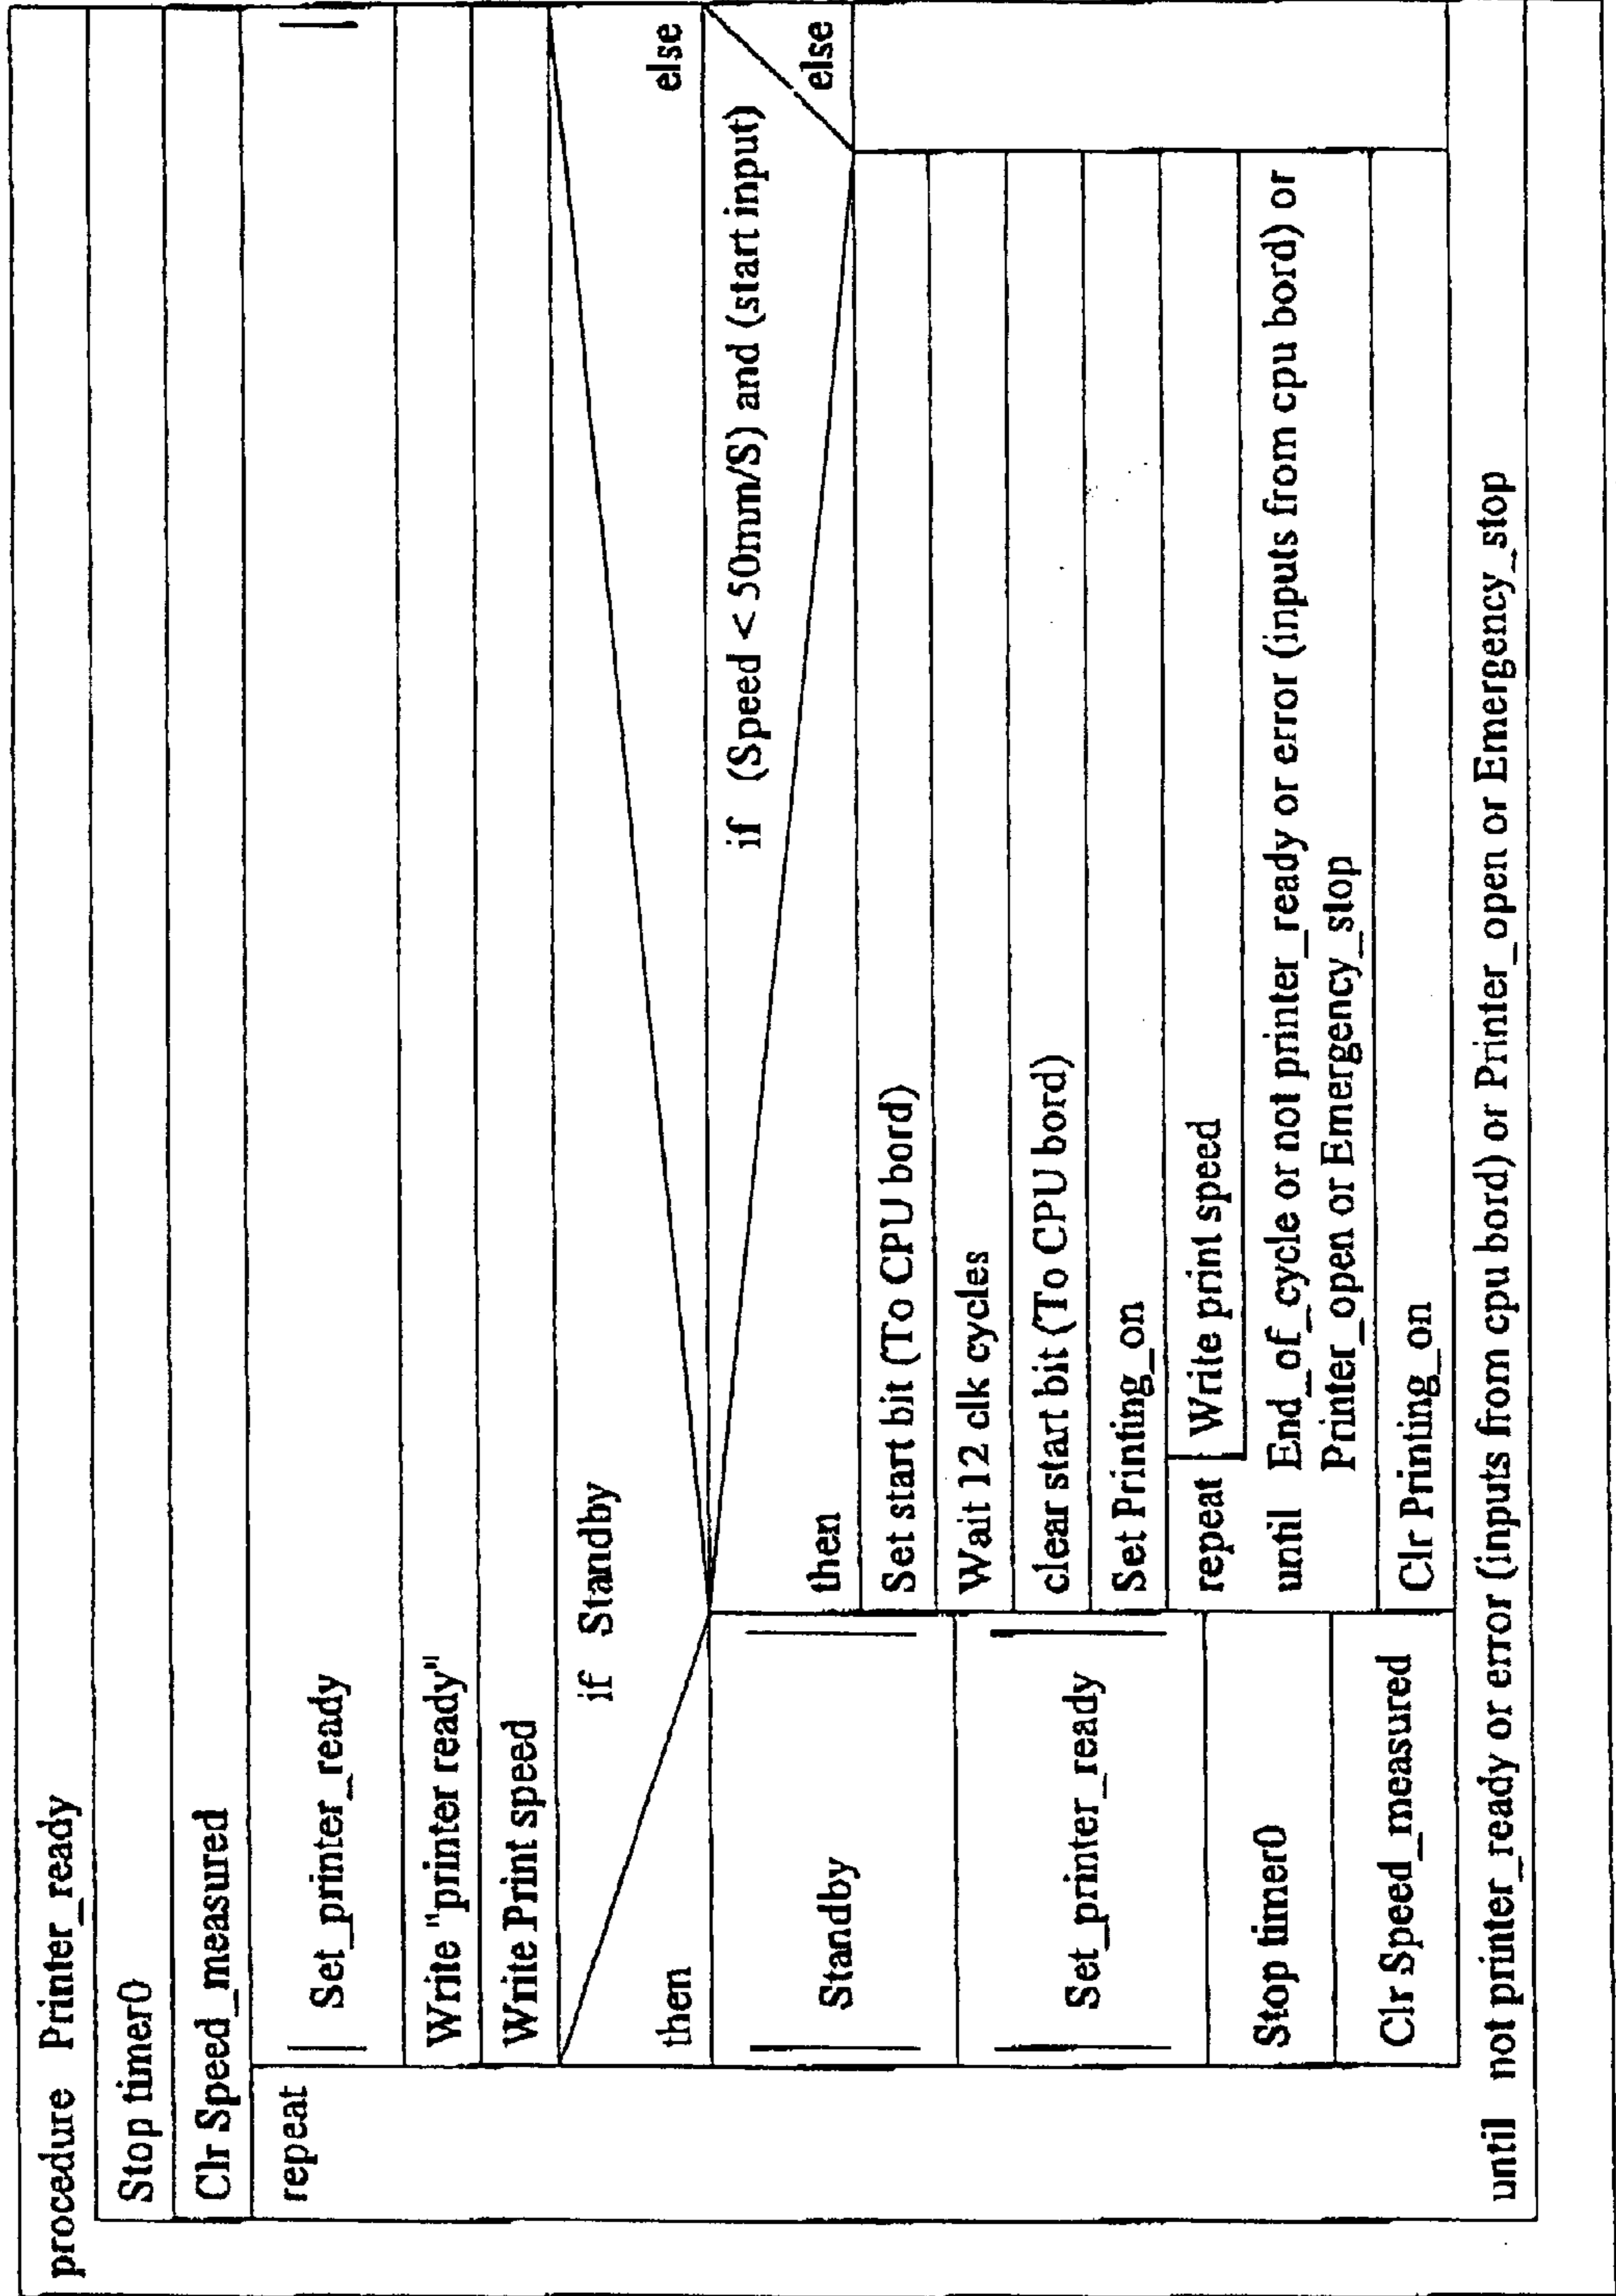 procedure Printer_ready
Stop timer0
Clr Speed_measured
repeat
Set_printer_ready
Write "printer ready"
Write Print speed
if Standby
then
else
Standby
Set_printer_ready
Stop timer0
Clr Speed_measured
if (Speed < 50mm/S) and (start input)
then
else
Set start bit (To CPU bord)
Wait 12 clk cycles
clear start bit (To CPU bord)
Set Printing_on
repeat Write print speed
until End_of_cycle or not printer_ready or error (inputs from cpu bord) or
Printer_open or Emergency_stop
Clr Printing_on
until not printer_ready or error (inputs from cpu bord) or Printer_open or Emergency_stop